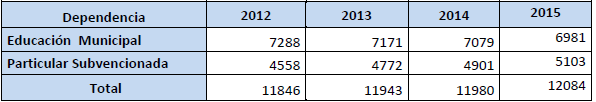 Dependencia 2012 2013 2014 2015
Educación Municipal 7288 7171 7079 6981
Particular Subvencionada 4558 4772 4901 5103
Total 11846 11943 11980 12084